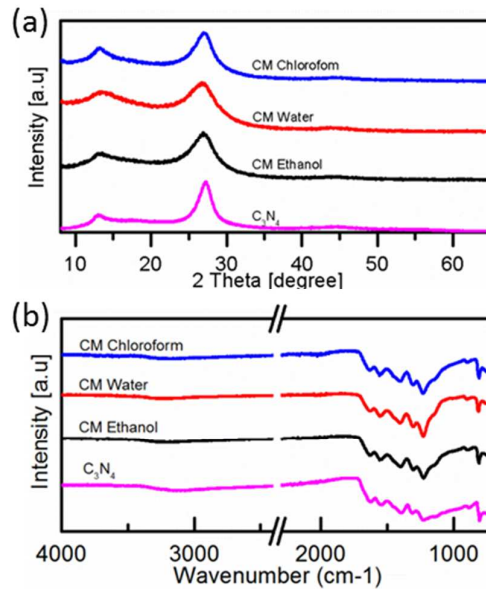 (a)
CM Chlorofom
CM Water
CM Ethanol
C₃N₄
Intensity [a.u]
10 20 30 40 50 60
2 Theta [degree]
(b)
CM Chloroform
CM Water
CM Ethanol
C₃N₄
Intensity [a.u]
4000 3000 2000 1000
Wavenumber (cm-1)